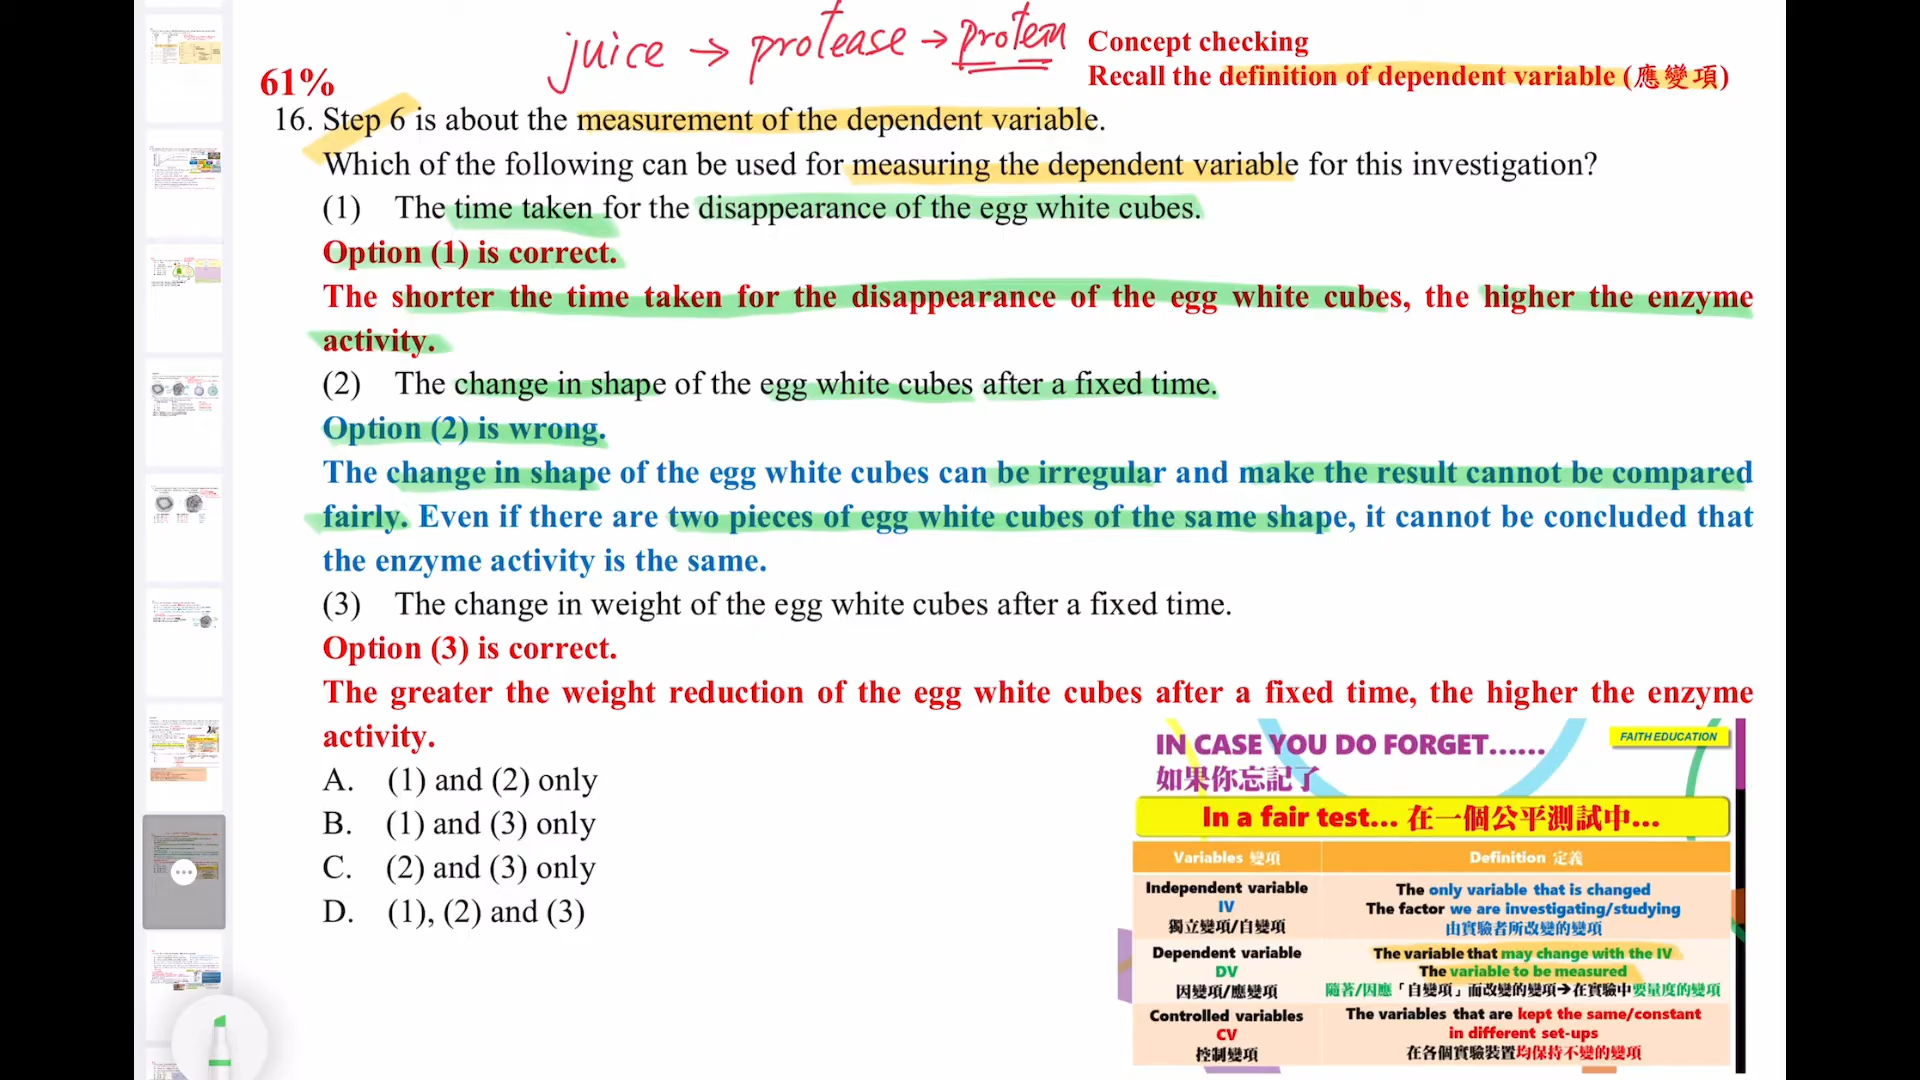 juice → protease → protein
Concept checking
Recall the definition of dependent variable (應變項)
61%
16. Step 6 is about the measurement of the dependent variable.
Which of the following can be used for measuring the dependent variable for this investigation?
(1) The time taken for the disappearance of the egg white cubes.
Option (1) is correct.
The shorter the time taken for the disappearance of the egg white cubes, the higher the enzyme
activity.
(2) The change in shape of the egg white cubes after a fixed time.
Option (2) is wrong.
The change in shape of the egg white cubes can be irregular and make the result cannot be compared
fairly. Even if there are two pieces of egg white cubes of the same shape, it cannot be concluded that
the enzyme activity is the same.
(3) The change in weight of the egg white cubes after a fixed time.
Option (3) is correct.
The greater the weight reduction of the egg white cubes after a fixed time, the higher the enzyme
activity.
A. (1) and (2) only
B. (1) and (3) only
C. (2) and (3) only
D. (1), (2) and (3)
IN CASE YOU DO FORGET......
如果你忘記了
FAITH EDUCATION
In a fair test... 在一個公平測試中...
Variables 變項
Definition 定義
Independent variable
IV
獨立變項/自變項
The only variable that is changed
The factor we are investigating/studying
由實驗者所改變的變項
Dependent variable
DV
因變項/應變項
The variable that may change with the IV
The variable to be measured
隨著/因應「自變項」而改變的變項→在實驗中要量度的變項
Controlled variables
CV
控制變項
The variables that are kept the same/constant
in different set-ups
在各個實驗裝置均保持不變的變項